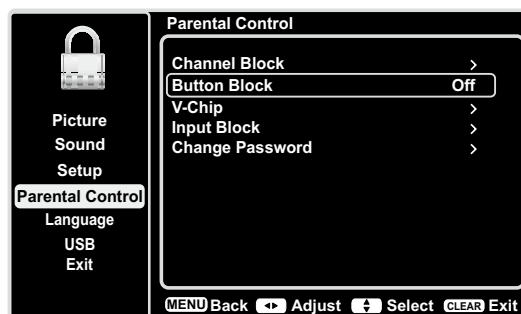 Parental Control
Channel Block >
Button Block Off
V-Chip >
Input Block >
Change Password >
Picture
Sound
Setup
Parental Control
Language
USB
Exit
MENU Back Adjust Select CLEAR Exit